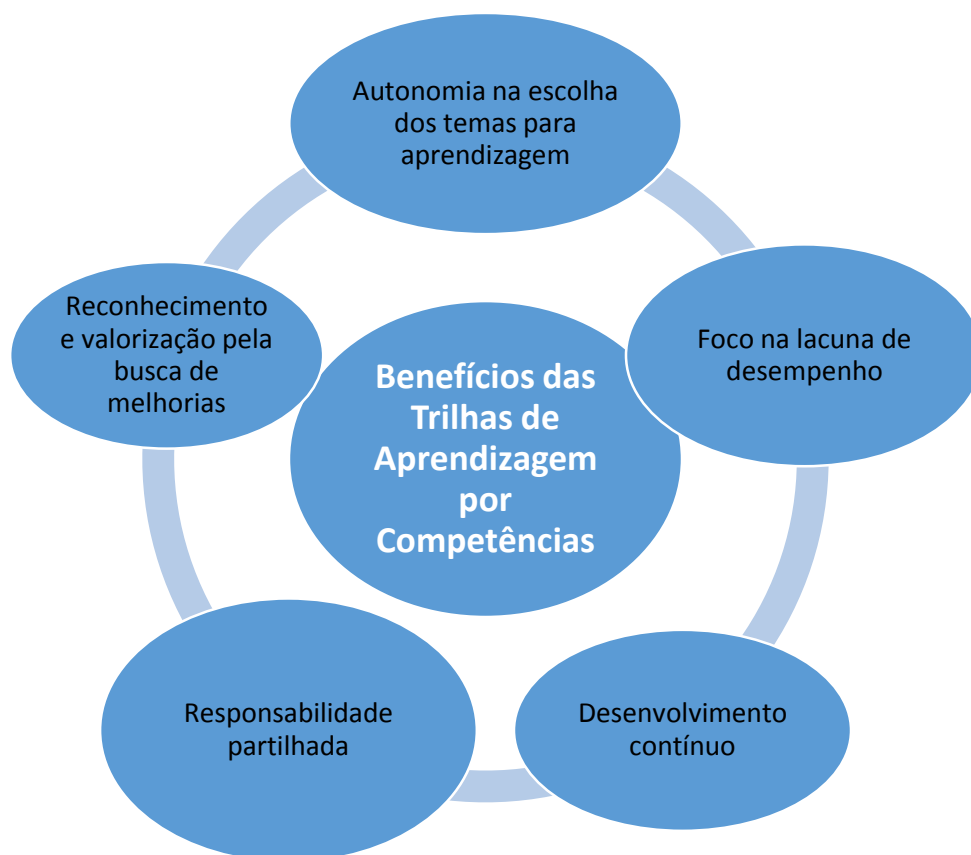 Autonomia na escolha
dos temas para
aprendizagem
Foco na lacuna de
desempenho
Desenvolvimento
contínuo
Responsabilidade
partilhada
Reconhecimento
e valorização pela
busca de
melhorias
Benefícios das
Trilhas de
Aprendizagem
por
Competências